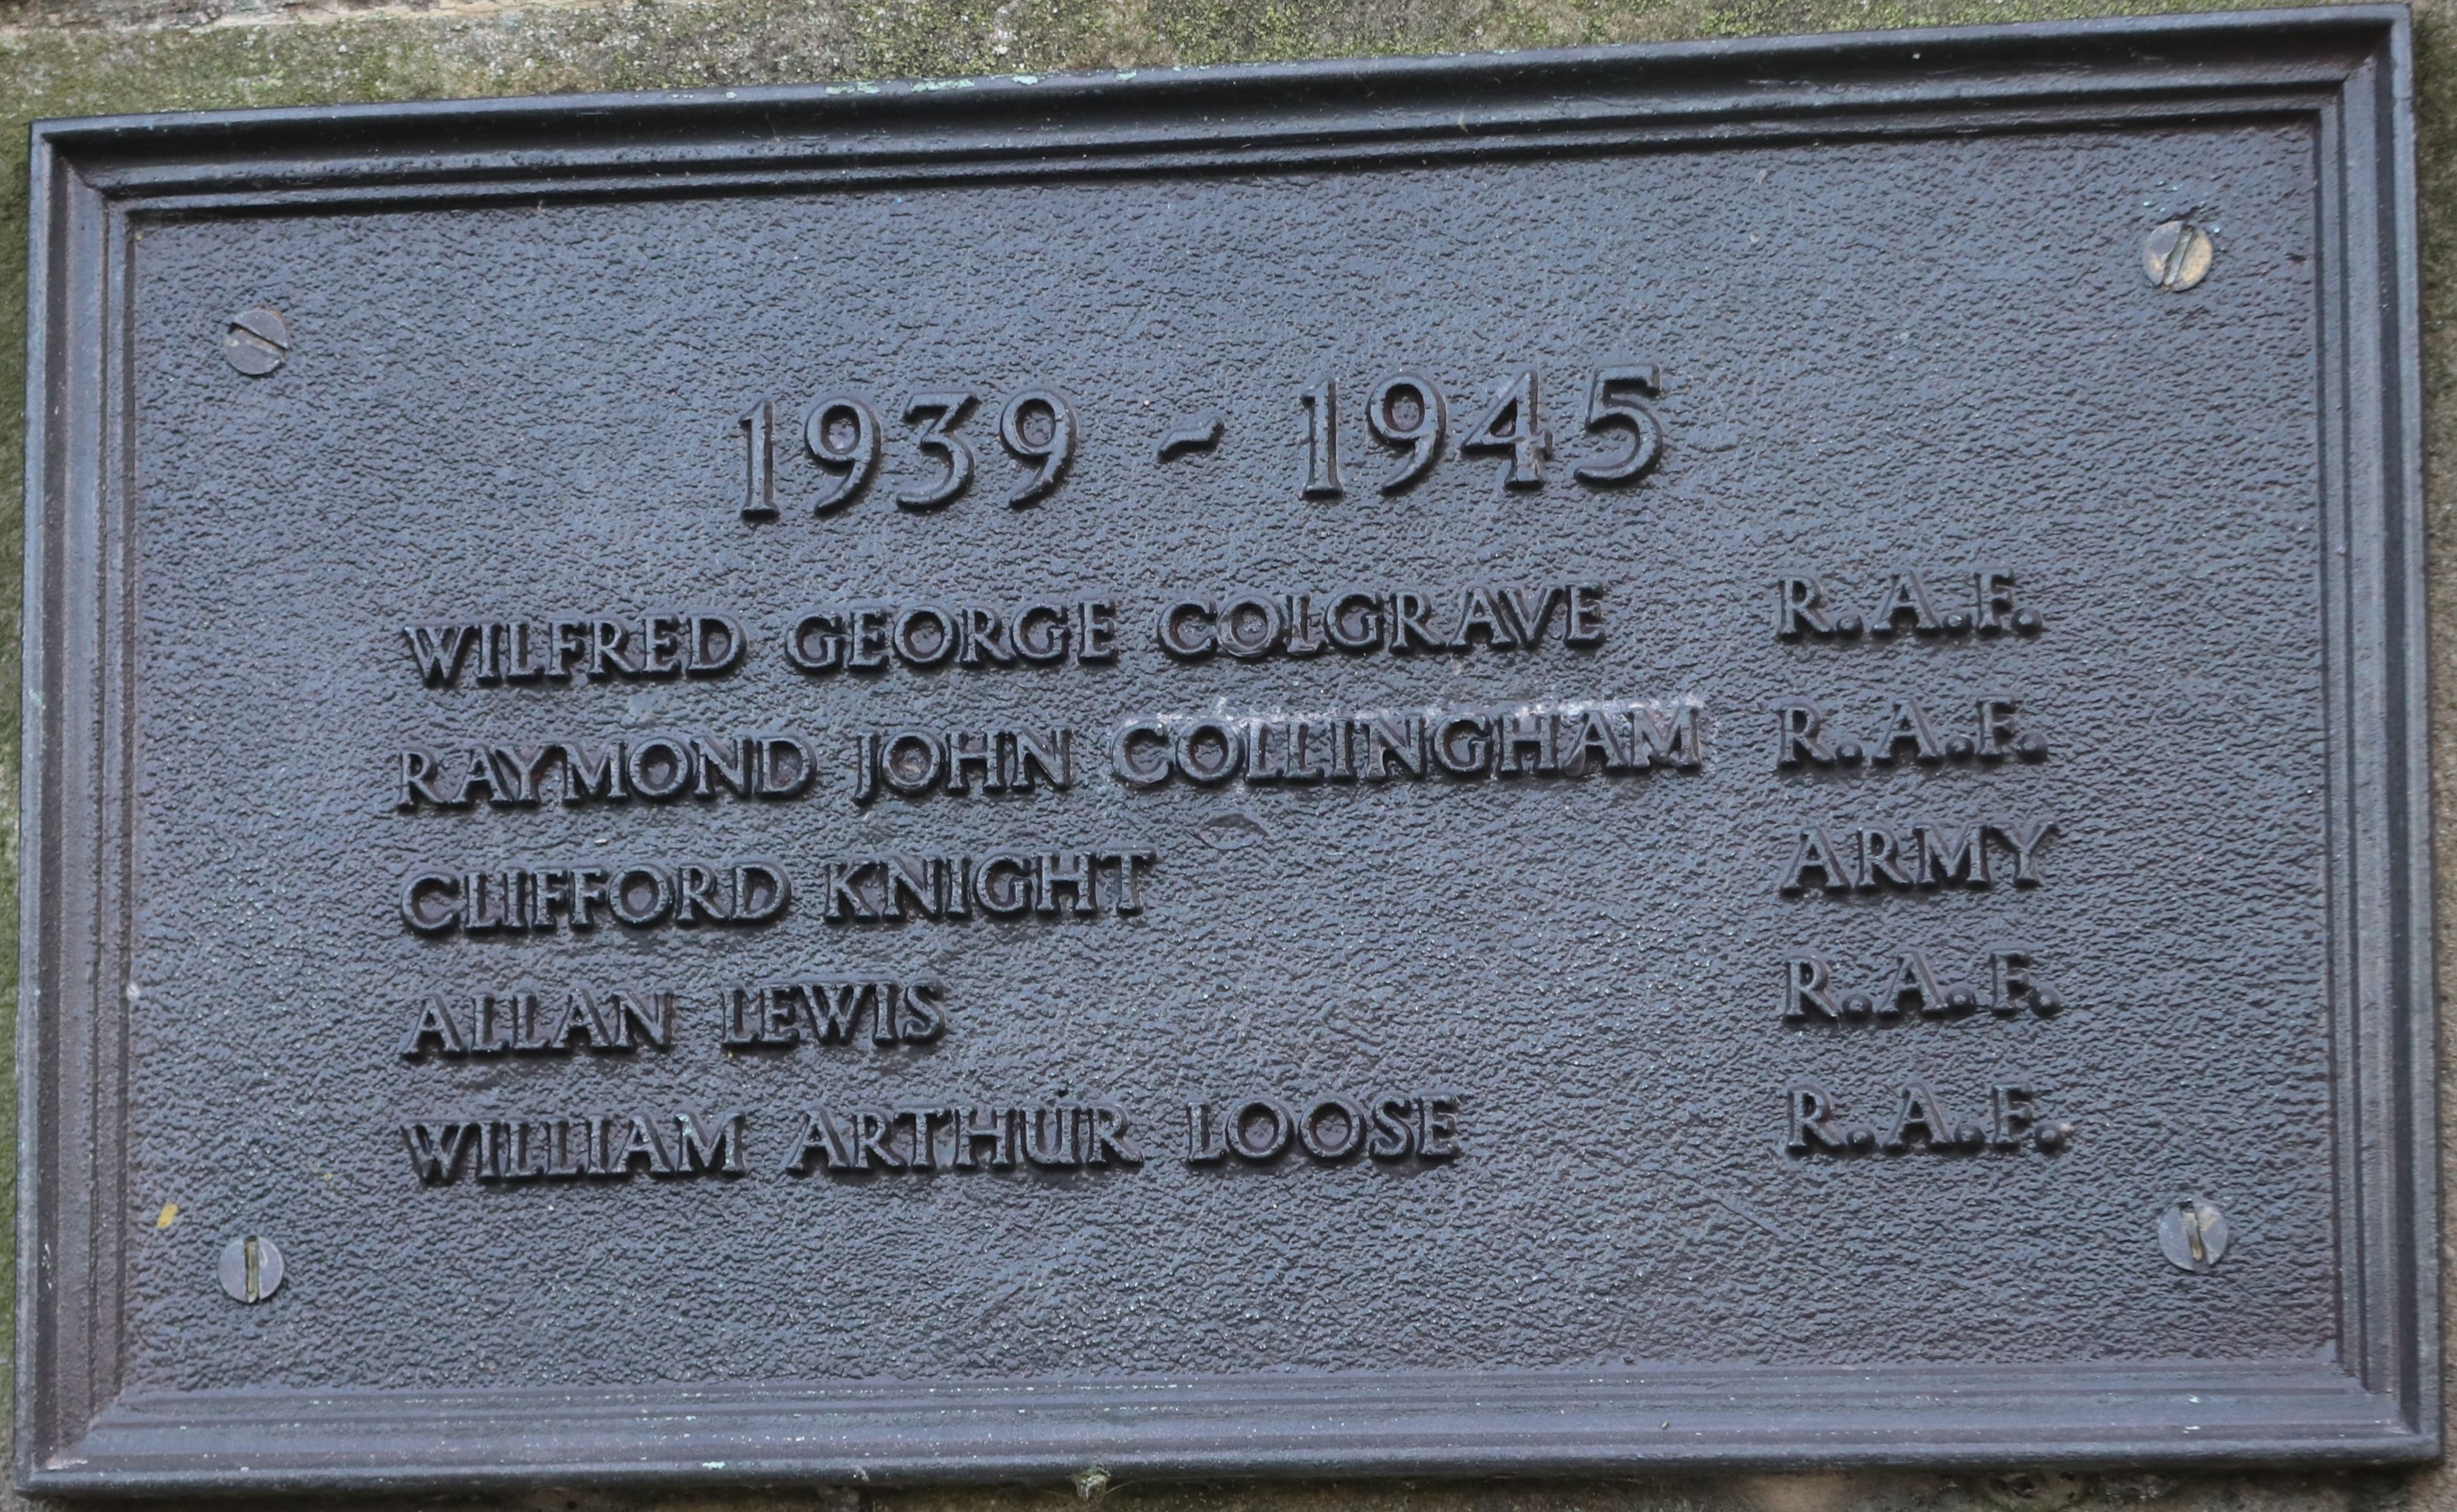 1939 - 1945
WILFRED GEORGE COLGRAVE R.A.F.
RAYMOND JOHN COLLINGHAM R.A.F.
CLIFFORD KNIGHT ARMY
ALLAN LEWIS R.A.F.
WILLIAM ARTHUR LOOSE R.A.F.